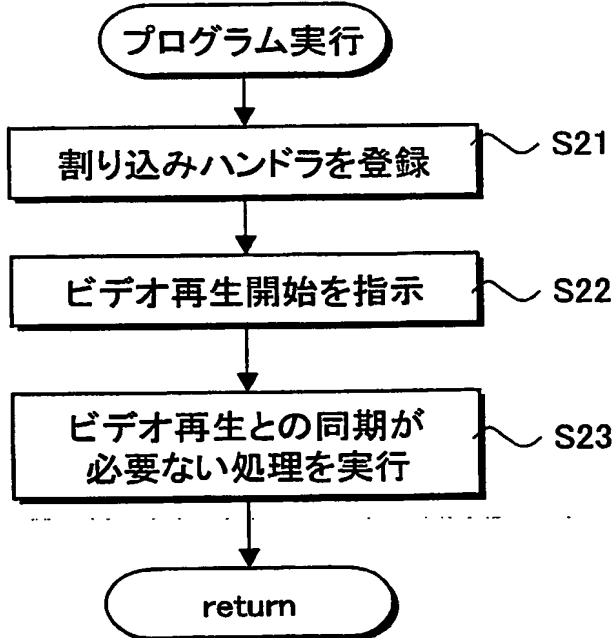 プログラム実行
割り込みハンドラを登録
S21
ビデオ再生開始を指示
S22
ビデオ再生との同期が
必要ない処理を実行
S23
return